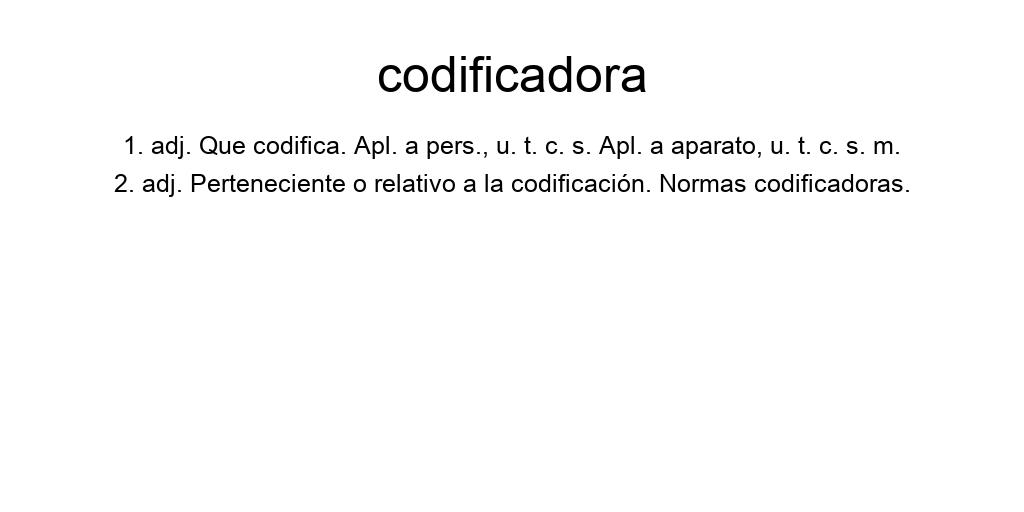 codificadora
1. adj. Que codifica. Apl. a pers., u. t. c. s. Apl. a aparato, u. t. c. s. m.
2. adj. Perteneciente o relativo a la codificación. Normas codificadoras.